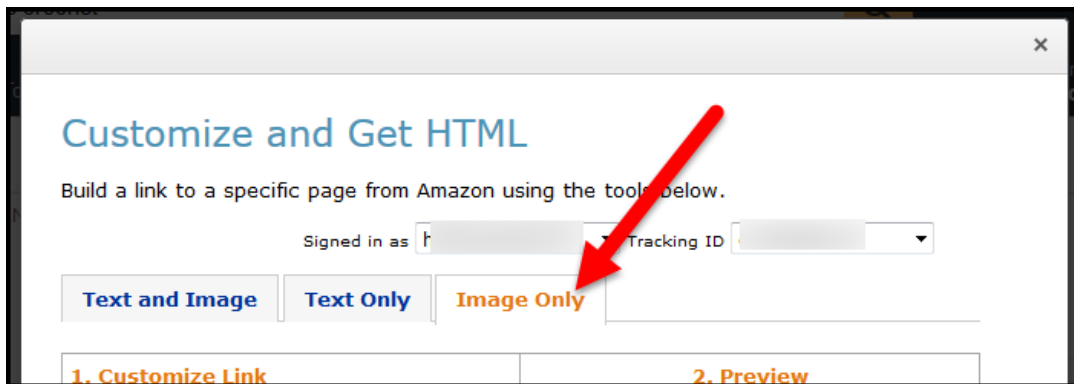 ×
Customize and Get HTML
Build a link to a specific page from Amazon using the tools below.
Signed in as h Tracking ID
Text and Image Text Only Image Only
1. Customize Link 2. Preview